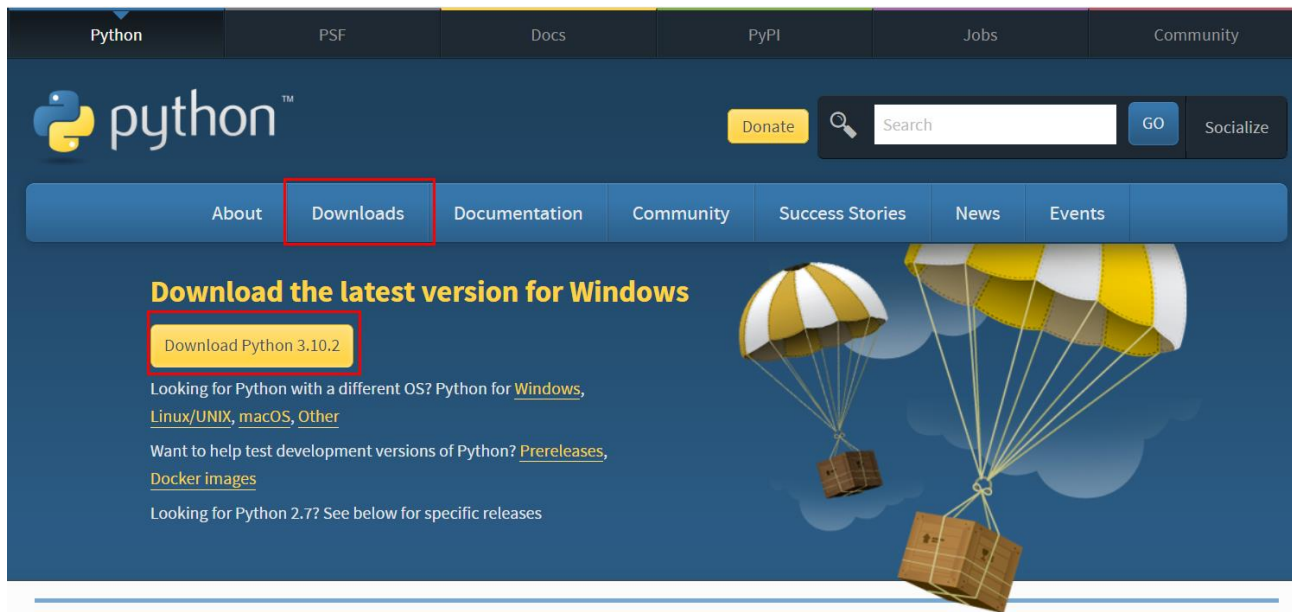 Python PSF Docs PyPI Jobs Community
python™
Donate Search GO Socialize
About Downloads Documentation Community Success Stories News Events
Download the latest version for Windows
Download Python 3.10.2
Looking for Python with a different OS? Python for Windows,
Linux/UNIX, macOS, Other
Want to help test development versions of Python? Prereleases,
Docker images
Looking for Python 2.7? See below for specific releases